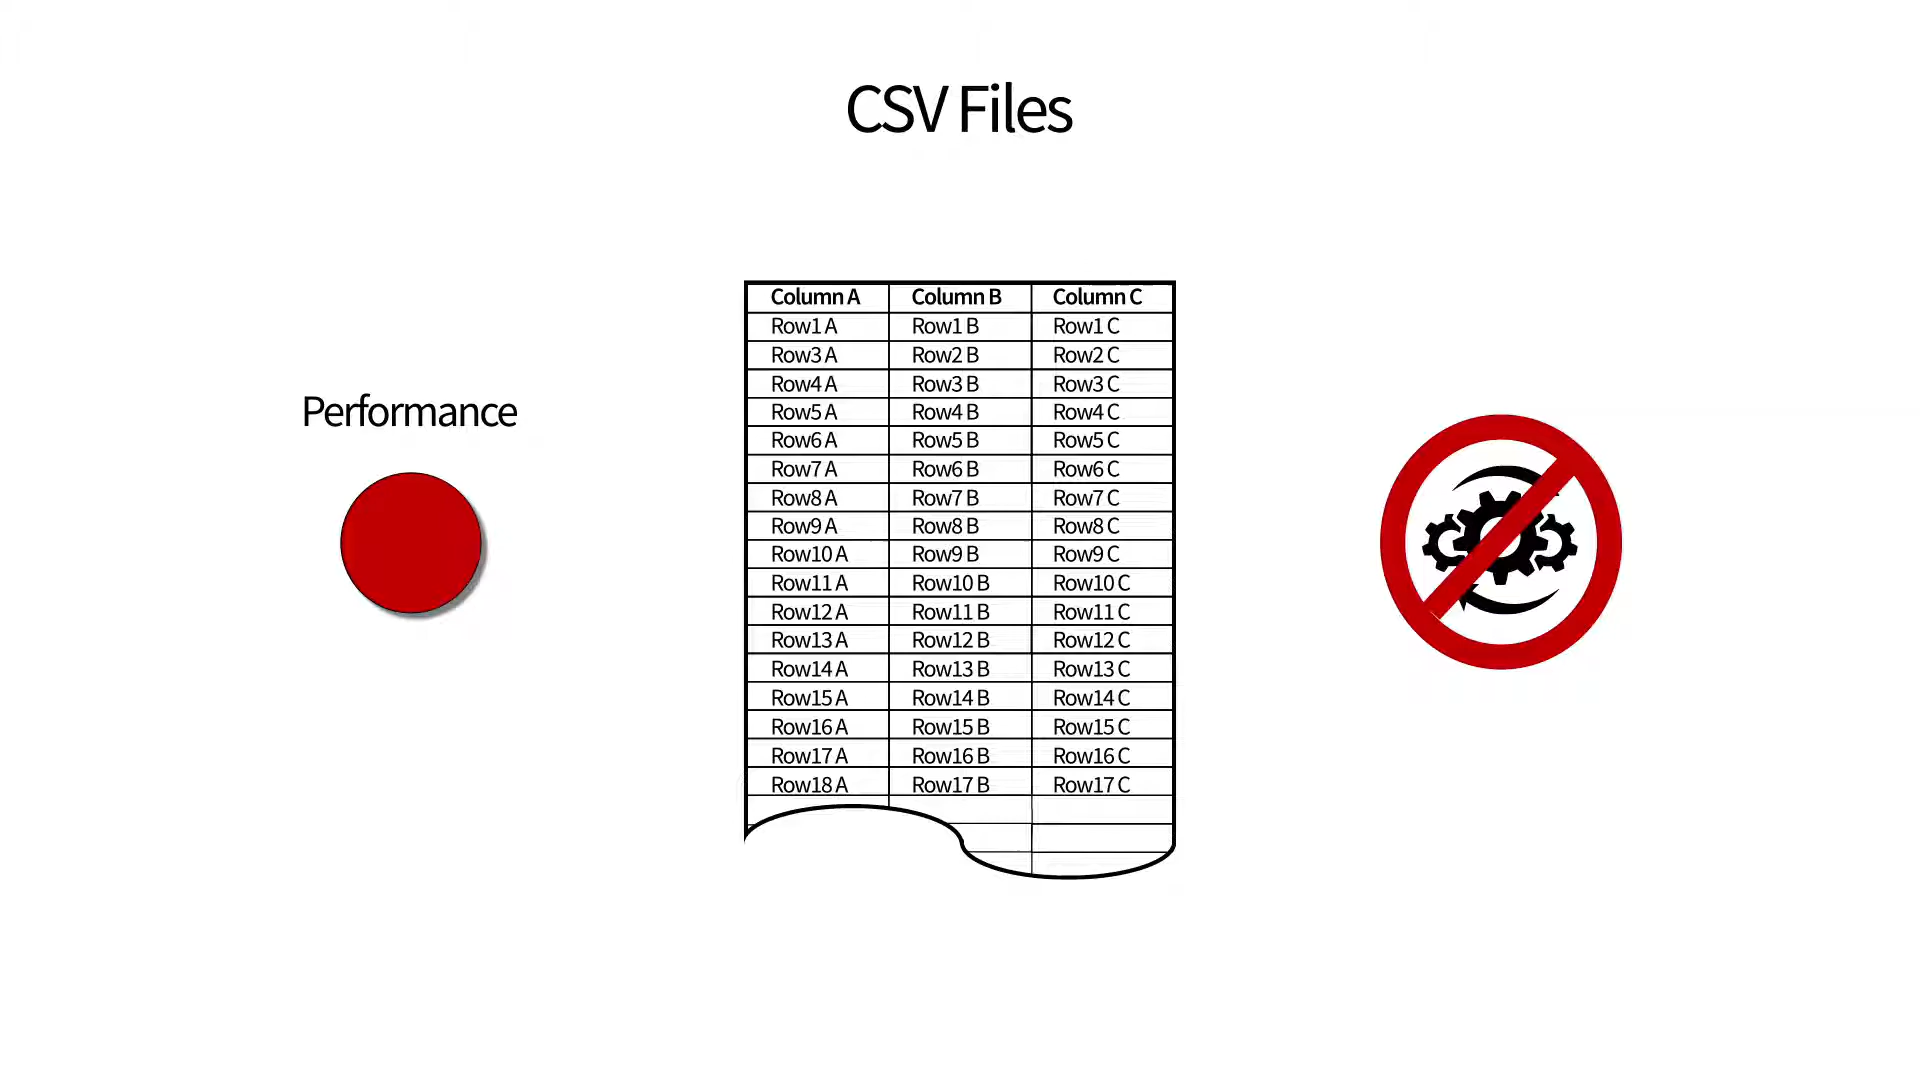 CSV Files
Performance
Column A Column B Column C
Row1 A Row1 B Row1 C
Row3 A Row2 B Row2 C
Row4 A Row3 B Row3 C
Row5 A Row4 B Row4 C
Row6 A Row5 B Row5 C
Row7 A Row6 B Row6 C
Row8 A Row7 B Row7 C
Row9 A Row8 B Row8 C
Row10 A Row9 B Row9 C
Row11 A Row10 B Row10 C
Row12 A Row11 B Row11 C
Row13 A Row12 B Row12 C
Row14 A Row13 B Row13 C
Row15 A Row14 B Row14 C
Row16 A Row15 B Row15 C
Row17 A Row16 B Row16 C
Row18 A Row17 B Row17 C